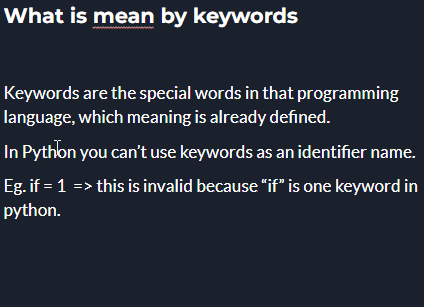 What is mean by keywords
Keywords are the special words in that programming
language, which meaning is already defined.
In Python you can’t use keywords as an identifier name.
Eg. if = 1 => this is invalid because “if” is one keyword in
python.